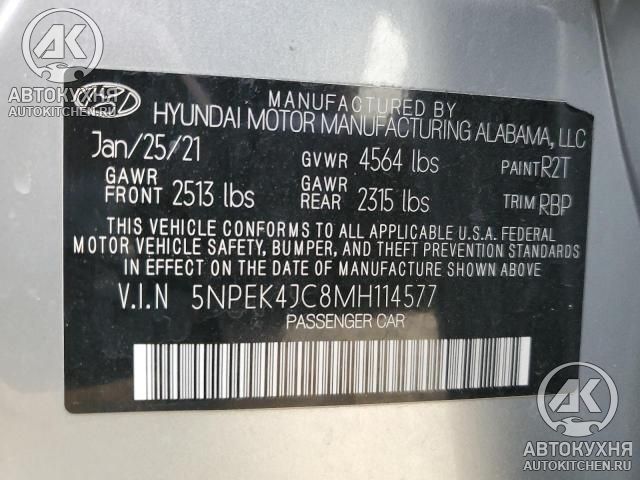 АВТОКУХНЯ
AUTOKITCHEN.RU
АВТОКУХНЯ
AUTOKITCHEN.RU
MANUFACTURED BY
HYUNDAI MOTOR MANUFACTURING ALABAMA, LLC
Jan/25/21 GVWR 4564 lbs PAINT R2T
GAWR FRONT 2513 lbs GAWR REAR 2315 lbs TRIM RBP
THIS VEHICLE CONFORMS TO ALL APPLICABLE U.S.A. FEDERAL
MOTOR VEHICLE SAFETY, BUMPER, AND THEFT PREVENTION STANDARDS
IN EFFECT ON THE DATE OF MANUFACTURE SHOWN ABOVE
V.I.N 5NPEK4JC8MH114577
PASSENGER CAR
АВТОКУХНЯ
AUTOKITCHEN.RU